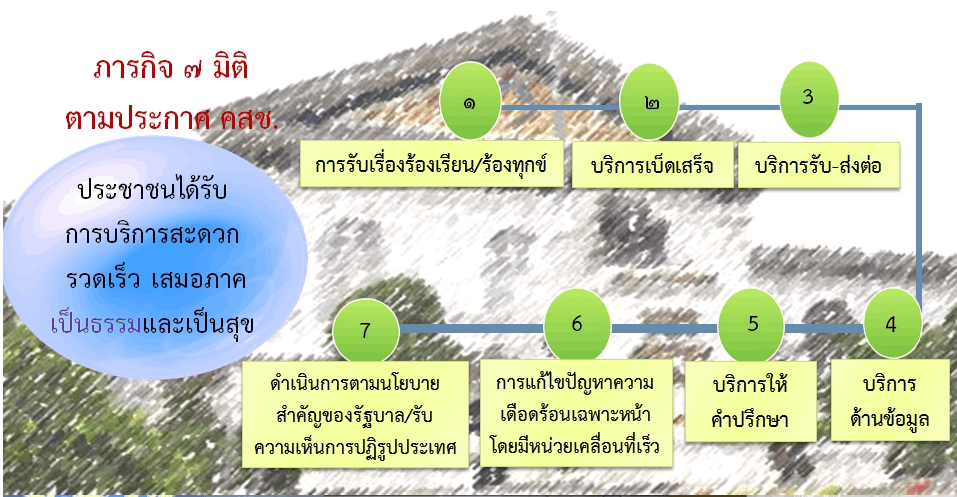 ภารกิจ ๗ มิติ
ตามประกาศ คสช.
ประชาชนได้รับ
การบริการสะดวก
รวดเร็ว เสมอภาค
เป็นธรรมและเป็นสุข
๑
การรับเรื่องร้องเรียน/ร้องทุกข์
๒
บริการเบ็ดเสร็จ
3
บริการรับ-ส่งต่อ
4
บริการ
ด้านข้อมูล
5
บริการให้
คำปรึกษา
6
การแก้ไขปัญหาความ
เดือดร้อนเฉพาะหน้า
โดยมีหน่วยเคลื่อนที่เร็ว
7
ดำเนินการตามนโยบาย
สำคัญของรัฐบาล/รับ
ความเห็นการปฏิรูปประเทศ